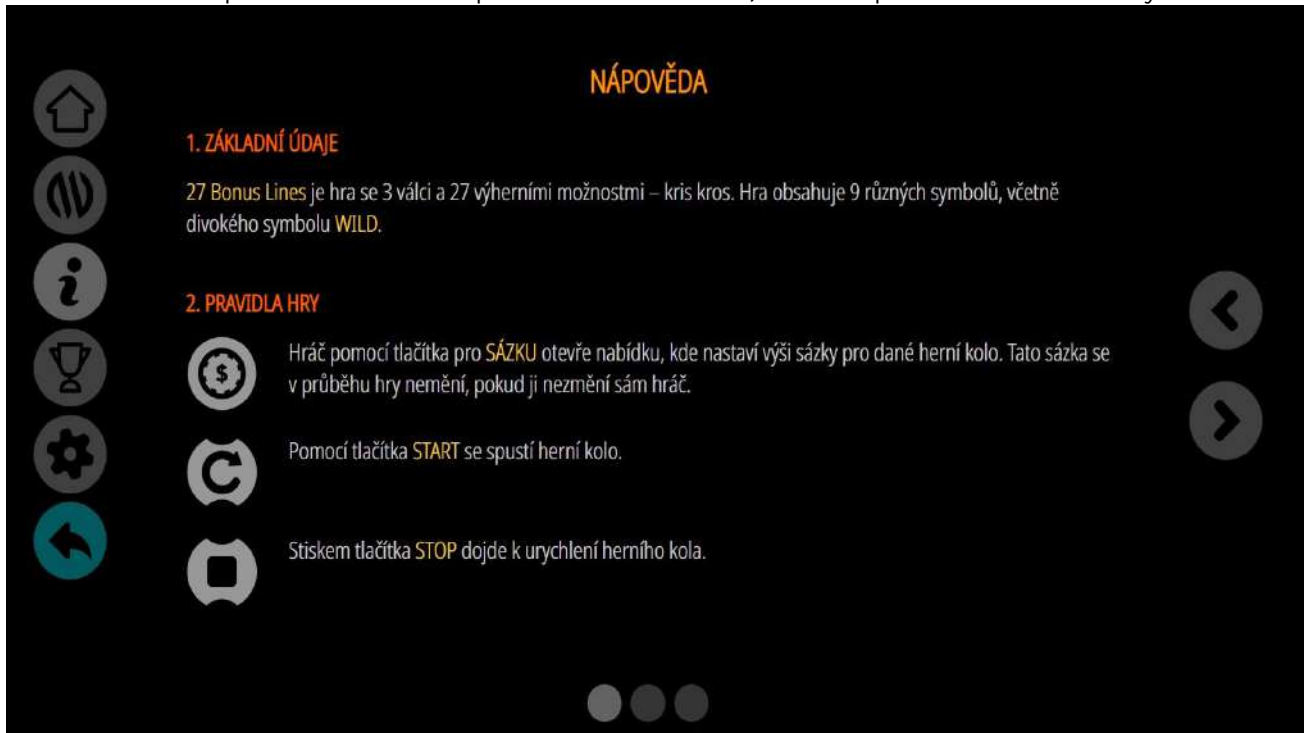 NÁPOVĚDA
1. ZÁKLADNÍ ÚDAJE
27 Bonus Lines je hra se 3 válci a 27 výherními možnostmi – kris kros. Hra obsahuje 9 různých symbolů, včetně
divokého symbolu WILD.
2. PRAVIDLA HRY
Hráč pomocí tlačítka pro SÁZKU otevře nabídku, kde nastaví výši sázky pro dané herní kolo. Tato sázka se
v průběhu hry nemění, pokud ji nezmění sám hráč.
Pomocí tlačítka START se spustí herní kolo.
Stiskem tlačítka STOP dojde k urychlení herního kola.